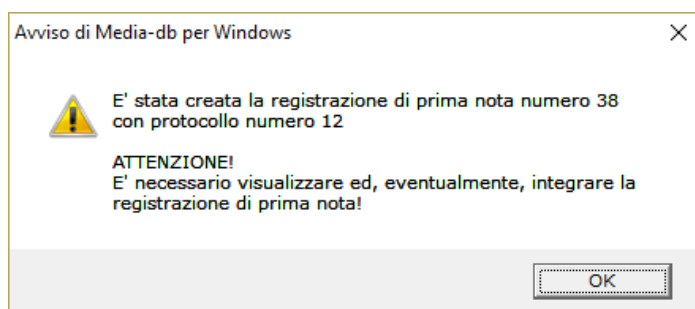 Avviso di Media-db per Windows
E' stata creata la registrazione di prima nota numero 38
con protocollo numero 12
ATTENZIONE!
E' necessario visualizzare ed, eventualmente, integrare la
registrazione di prima nota!
OK